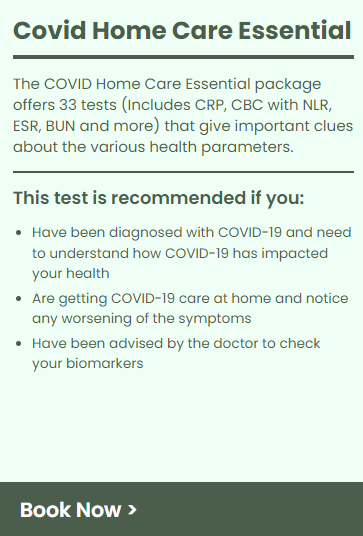 Covid Home Care Essential
The COVID Home Care Essential package
offers 33 tests (Includes CRP, CBC with NLR,
ESR, BUN and more) that give important clues
about the various health parameters.
This test is recommended if you:
• Have been diagnosed with COVID-19 and need
to understand how COVID-19 has impacted
your health
• Are getting COVID-19 care at home and notice
any worsening of the symptoms
• Have been advised by the doctor to check
your biomarkers
Book Now >